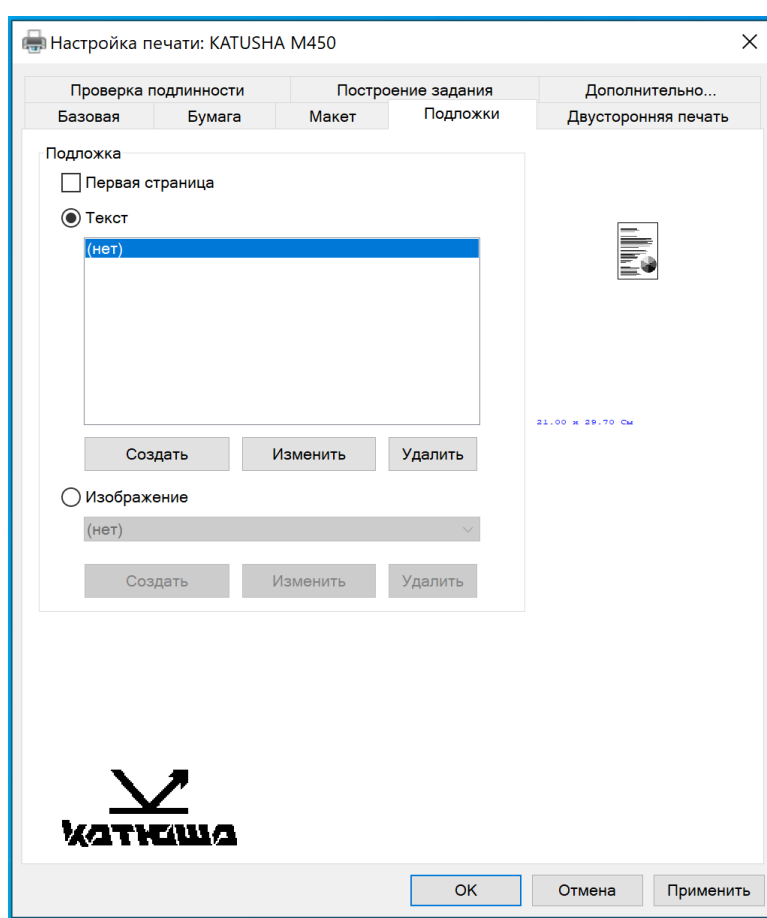 Настройка печати: KATUSHA M450
Проверка подлинности Построение задания Дополнительно...
Базовая Бумага Макет Подложки Двусторонняя печать
Подложка
Первая страница
Текст
(нет)
21.00 x 29.70 См
Создать Изменить Удалить
Изображение
(нет)
Создать Изменить Удалить
катюша
OK Отмена Применить